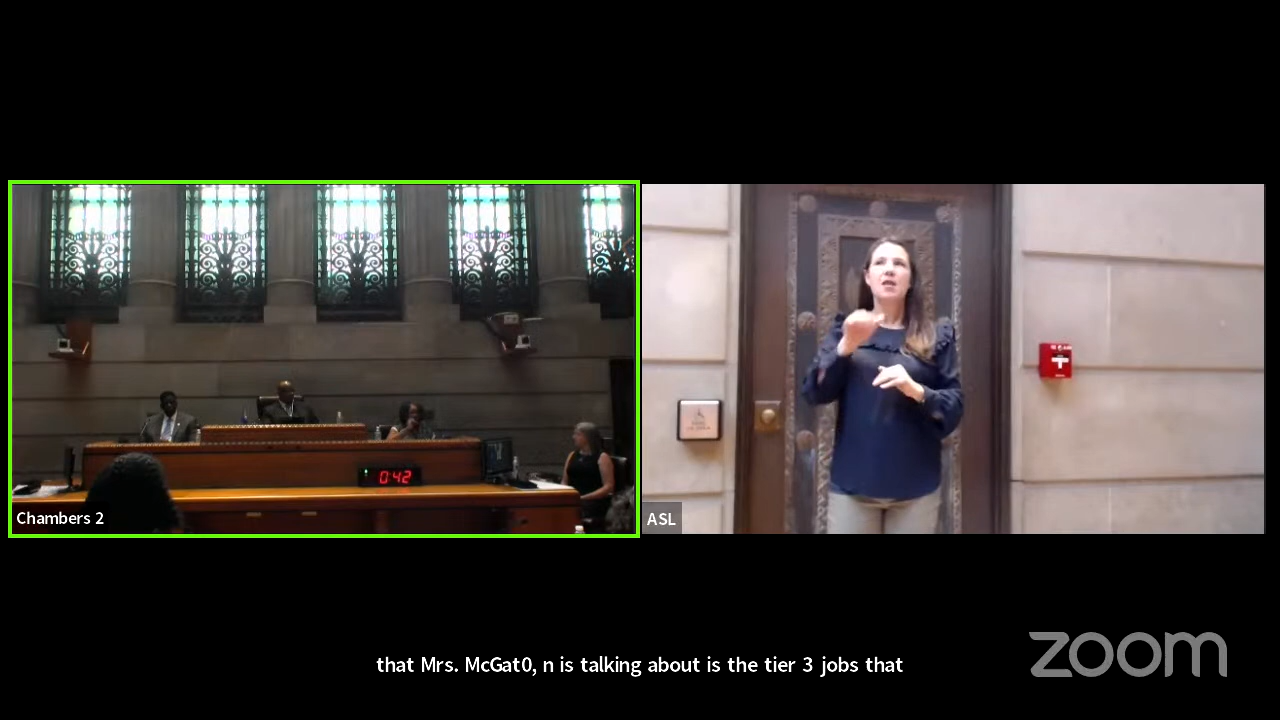 0:42
Chambers 2
ASL
that Mrs. McGat0, n is talking about is the tier 3 jobs that
zoom